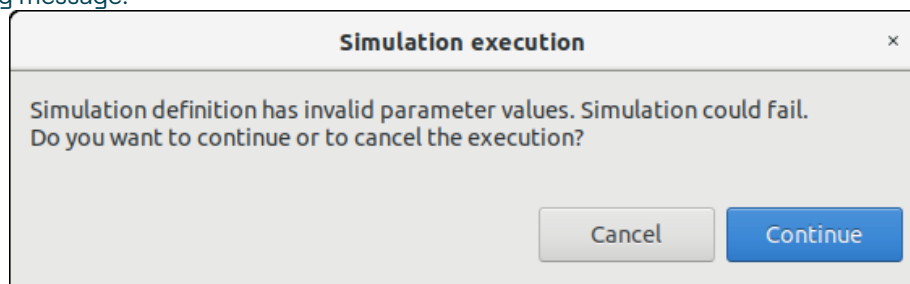 g message.
Simulation execution ×
Simulation definition has invalid parameter values. Simulation could fail.
Do you want to continue or to cancel the execution?
Cancel Continue